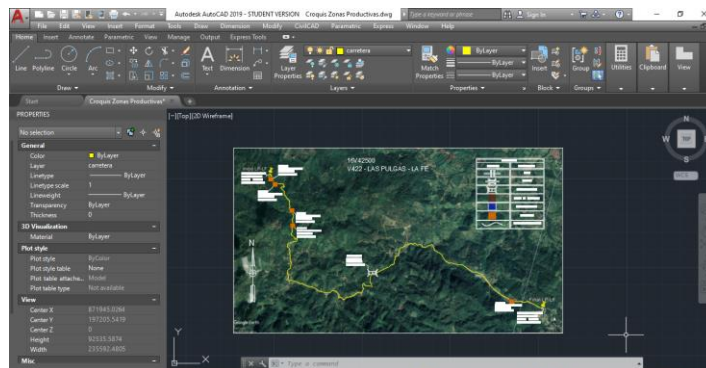 Autodesk AutoCAD 2019 - STUDENT VERSION Croquis Zonas Productivas.dwg
Type a keyword or phrase
Sign In
File Edit View Insert Format Tools Draw Dimension Modify CivilCAD Parametric Express Window Help
Home Insert Annotate Parametric View Manage Output Express Tools
Line Polyline Circle Arc
Text Dimension
Layer Properties
carretera
Match Properties
ByLayer
ByLayer
ByLayer
Insert
Group
Utilities
Clipboard
View
Draw Modify Annotation Layers Properties Block Groups
Start Croquis Zonas Productivas*
PROPERTIES
No selection
General
Color ByLayer
Layer carretera
Linetype ByLayer
Linetype scale 1
Lineweight ByLayer
Transparency ByLayer
Thickness 0
3D Visualization
Material ByLayer
Plot style
Plot style ByColor
Plot style table None
Plot table attache... Model
Plot table type Not available
View
Center X
Center Y
Center Z 0
Height
Width
Misc
[-][Top][2D Wireframe]
LAS PULGAS - LA FE
N
Google Earth
N
W TOP
S
WCS
Y
X
Type a command